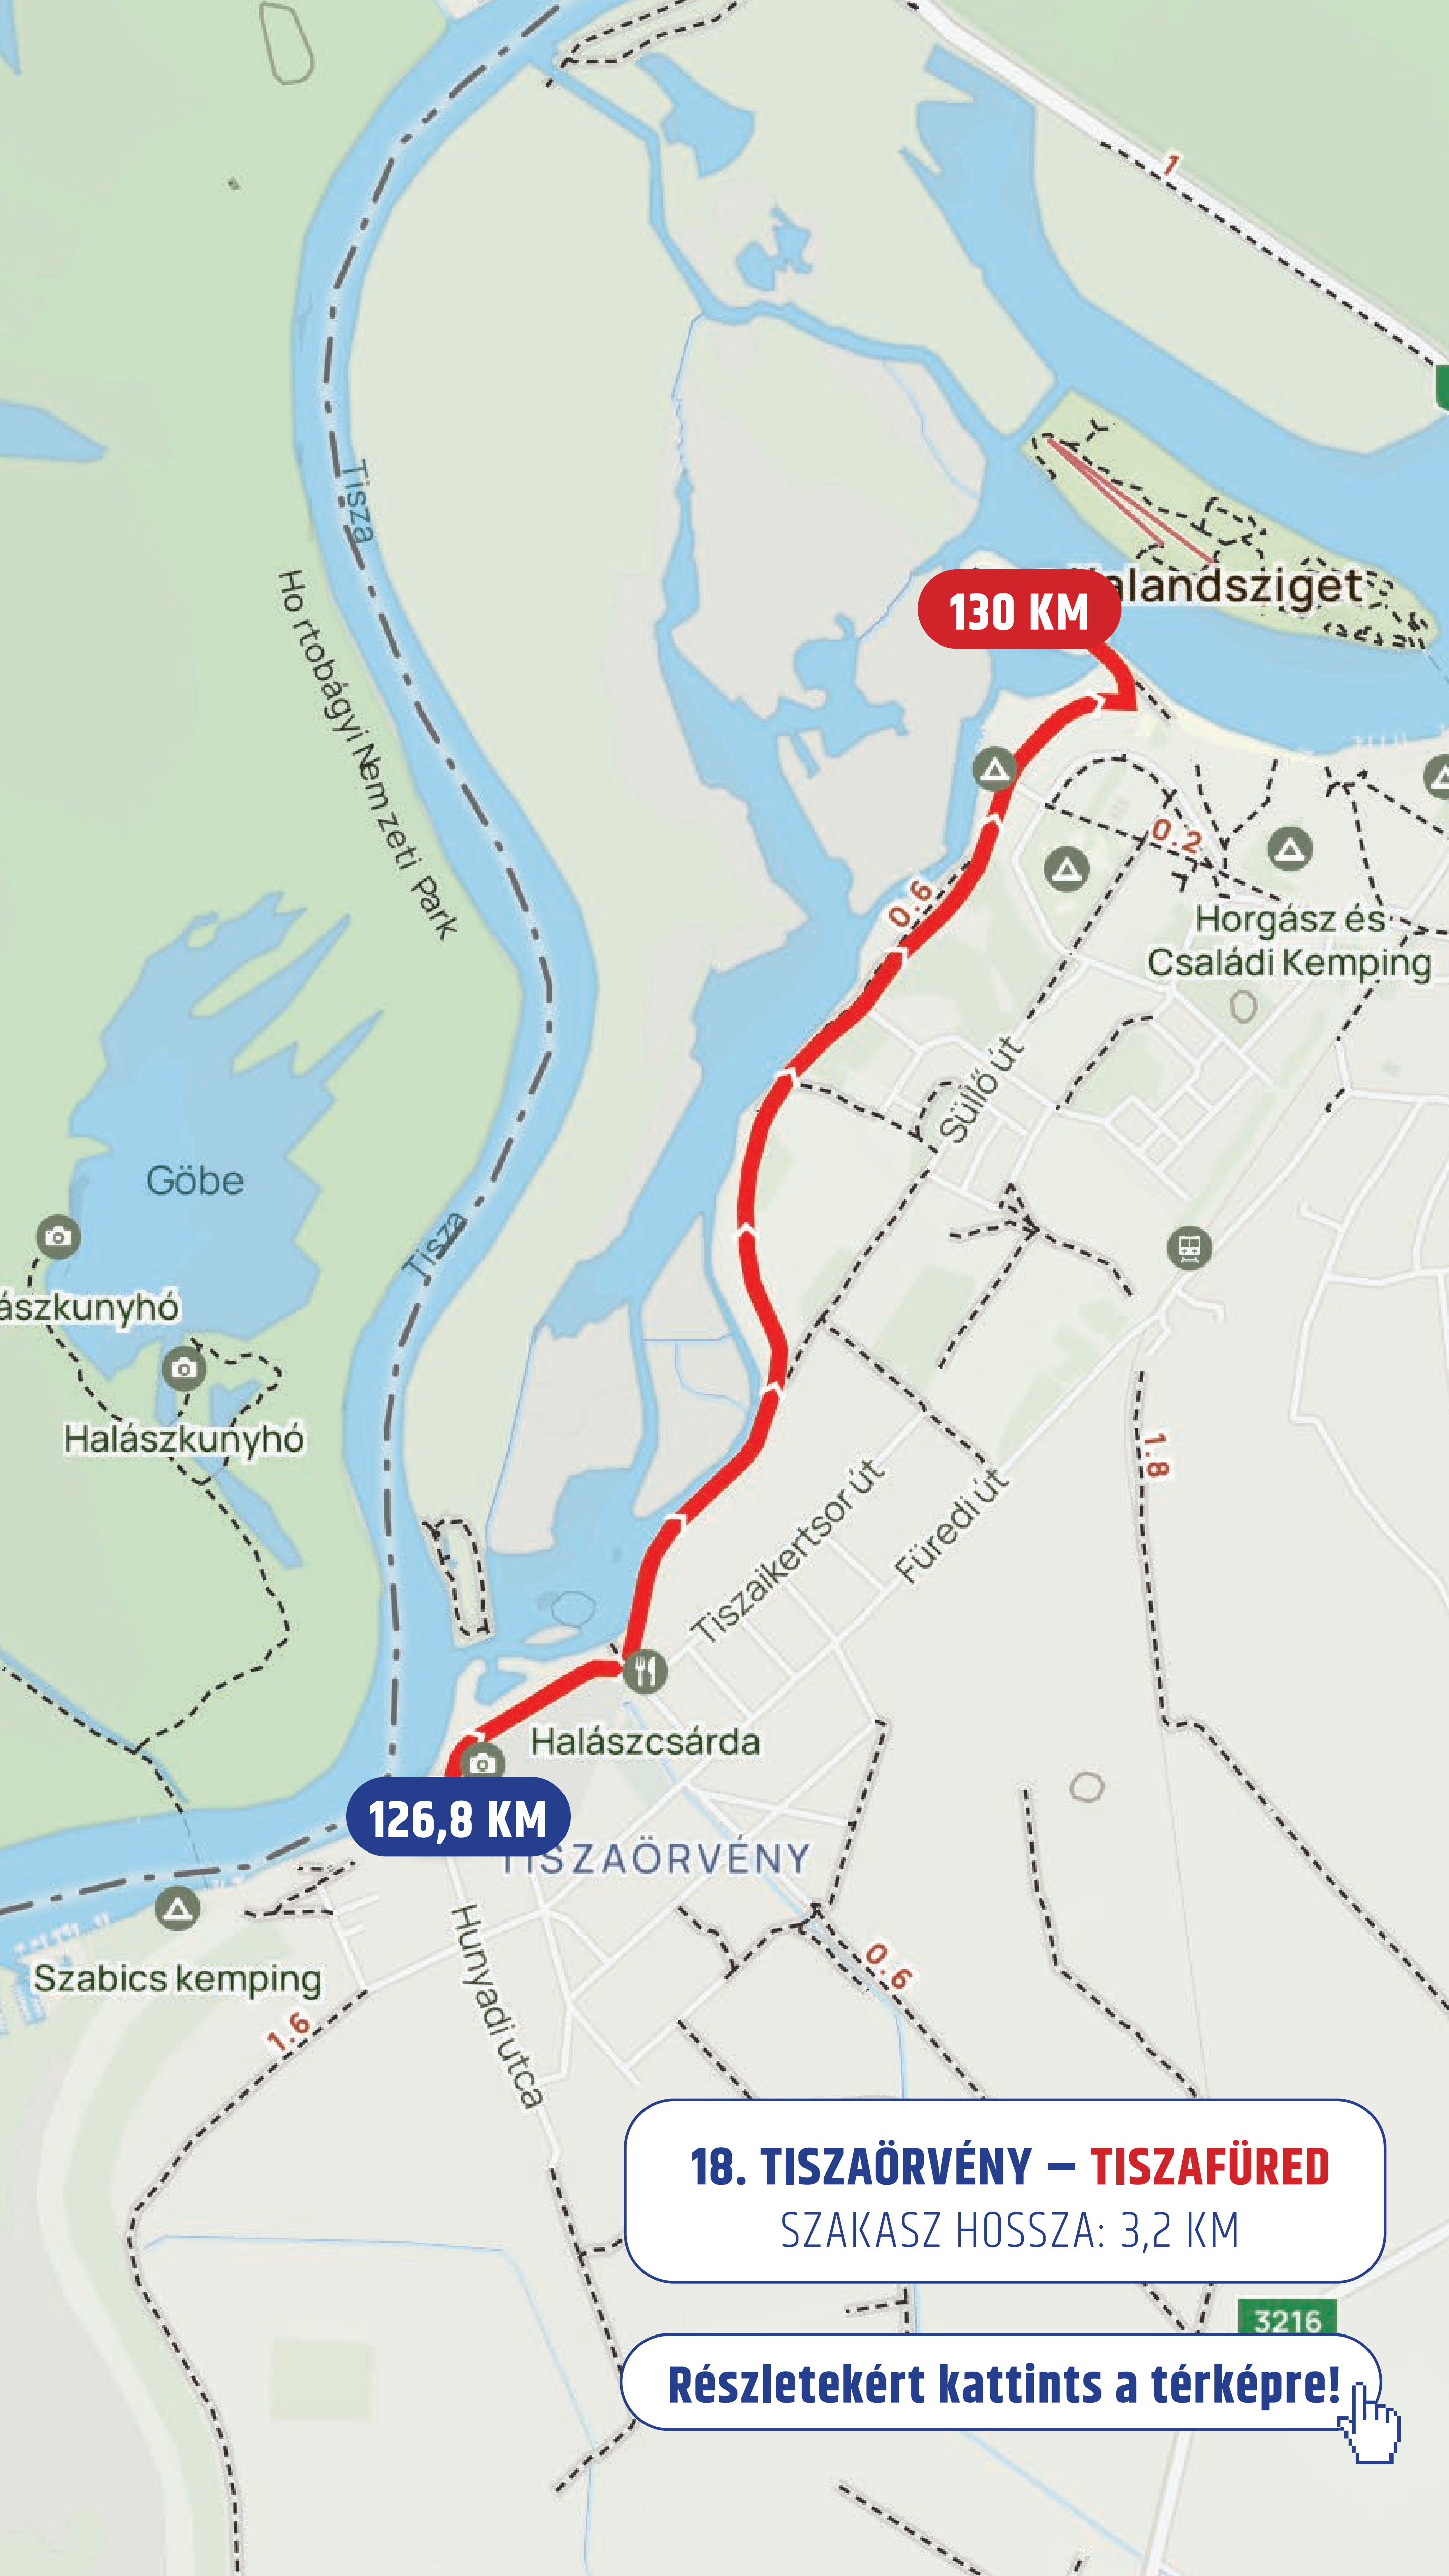 1
Tisza
Hortobágyi Nemzeti Park
alandsziget
130 KM
0.2
0.6
Horgász és
Családi Kemping
Süllő út
Göbe
Tisza
ászkunyhó
Halászkunyhó
1.8
Tiszaikertsor út
Füredi út
Halászcsárda
126,8 KM
TISZAÖRVÉNY
Hunyadi utca
0.6
Szabics kemping
1.6
18. TISZAÖRVÉNY – TISZAFÜRED
SZAKASZ HOSSZA: 3,2 KM
3216
Részletekért kattints a térképre!